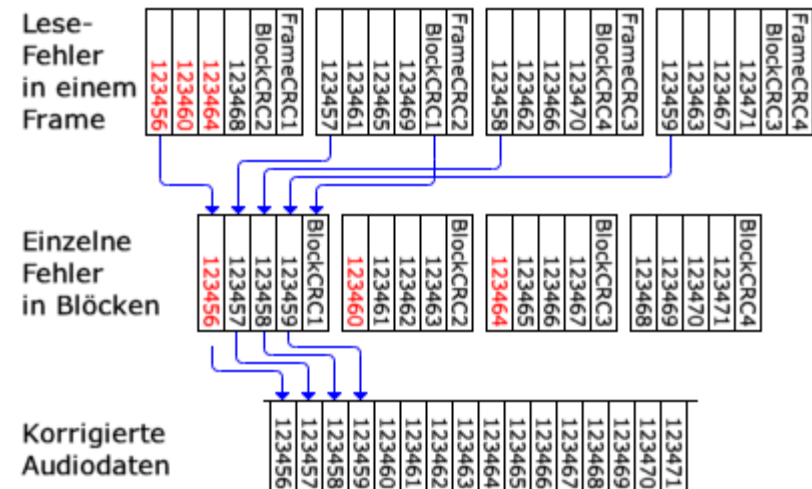 Lese-
Fehler
in einem
Frame
123456
123460
123464
123468
BlockCRC2
FrameCRC1
123457
123461
123465
123469
BlockCRC1
FrameCRC2
123458
123462
123466
123470
BlockCRC4
FrameCRC3
123459
123463
123467
123471
BlockCRC3
FrameCRC4
Einzelne
Fehler
in Blöcken
123456
123457
123458
123459
BlockCRC1
123460
123461
123462
123463
BlockCRC2
123464
123465
123466
123467
BlockCRC3
123468
123469
123470
123471
BlockCRC4
Korrigierte
Audiodaten
123456
123457
123458
123459
123460
123461
123462
123463
123464
123465
123466
123467
123468
123469
123470
123471